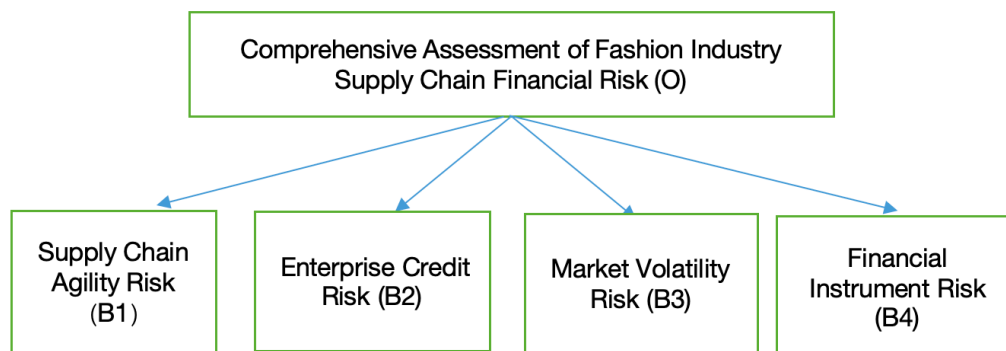 Comprehensive Assessment of Fashion Industry
Supply Chain Financial Risk (O)
Supply Chain
Agility Risk
(B1)
Enterprise Credit
Risk (B2)
Market Volatility
Risk (B3)
Financial
Instrument Risk
(B4)